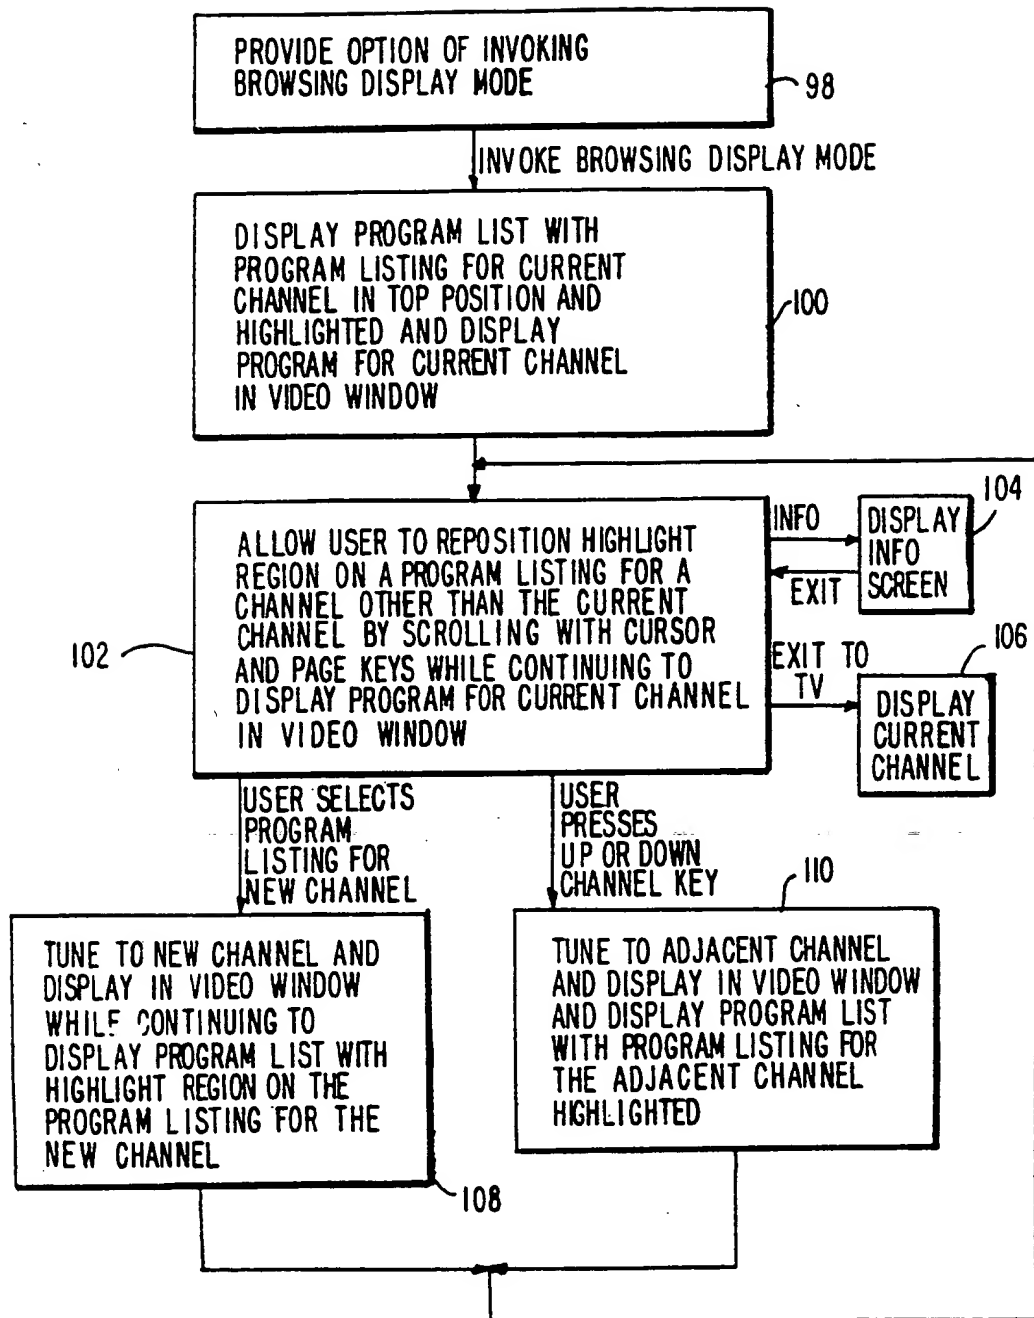 PROVIDE OPTION OF INVOKING
BROWSING DISPLAY MODE
98
INVOKE BROWSING DISPLAY MODE
DISPLAY PROGRAM LIST WITH
PROGRAM LISTING FOR CURRENT
CHANNEL IN TOP POSITION AND
HIGHLIGHTED AND DISPLAY
PROGRAM FOR CURRENT CHANNEL
IN VIDEO WINDOW
100
ALLOW USER TO REPOSITION HIGHLIGHT
REGION ON A PROGRAM LISTING FOR A
CHANNEL OTHER THAN THE CURRENT
CHANNEL BY SCROLLING WITH CURSOR
AND PAGE KEYS WHILE CONTINUING TO
DISPLAY PROGRAM FOR CURRENT CHANNEL
IN VIDEO WINDOW
102
INFO
EXIT
DISPLAY
INFO
SCREEN
104
EXIT TO
TV
DISPLAY
CURRENT
CHANNEL
106
USER SELECTS
PROGRAM
LISTING FOR
NEW CHANNEL
USER
PRESSES
UP OR DOWN
CHANNEL KEY
TUNE TO NEW CHANNEL AND
DISPLAY IN VIDEO WINDOW
WHILE CONTINUING TO
DISPLAY PROGRAM LIST WITH
HIGHLIGHT REGION ON THE
PROGRAM LISTING FOR THE
NEW CHANNEL
108
TUNE TO ADJACENT CHANNEL
AND DISPLAY IN VIDEO WINDOW
AND DISPLAY PROGRAM LIST
WITH PROGRAM LISTING FOR
THE ADJACENT CHANNEL
HIGHLIGHTED
110